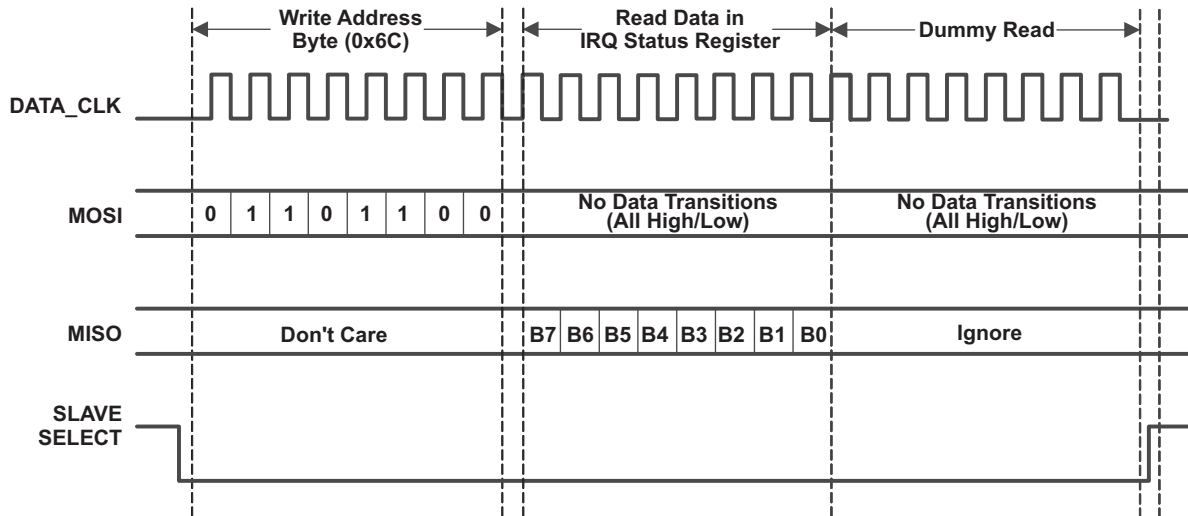 Write Address
Byte (0x6C)
Read Data in
IRQ Status Register
Dummy Read
DATA_CLK
MOSI
0 1 1 0 1 1 0 0
No Data Transitions
(All High/Low)
No Data Transitions
(All High/Low)
MISO
Don't Care
B7 B6 B5 B4 B3 B2 B1 B0
Ignore
SLAVE
SELECT